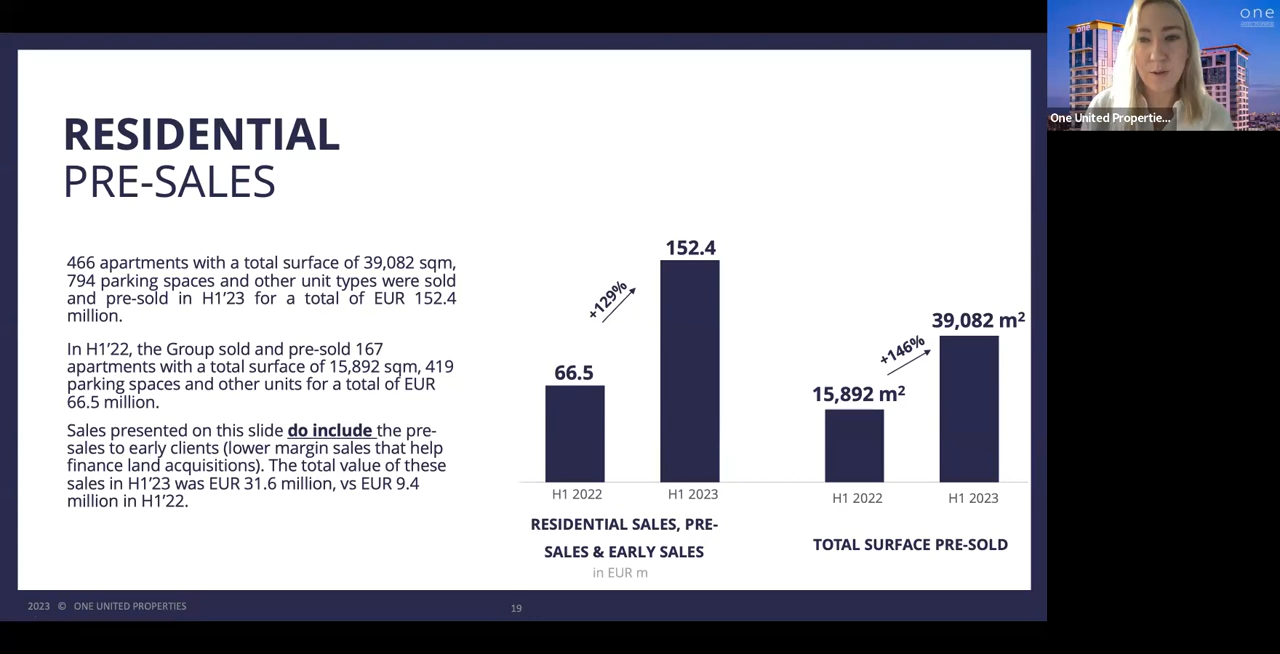 RESIDENTIAL
PRE-SALES
466 apartments with a total surface of 39,082 sqm,
794 parking spaces and other unit types were sold
and pre-sold in H1’23 for a total of EUR 152.4
million.
In H1’22, the Group sold and pre-sold 167
apartments with a total surface of 15,892 sqm, 419
parking spaces and other units for a total of EUR
66.5 million.
Sales presented on this slide do include the pre-
sales to early clients (lower margin sales that help
finance land acquisitions). The total value of these
sales in H1’23 was EUR 31.6 million, vs EUR 9.4
million in H1’22.
152.4
+129%
66.5
H1 2022
H1 2023
RESIDENTIAL SALES, PRE-
SALES & EARLY SALES
in EUR m
39,082 m²
+146%
15,892 m²
H1 2022
H1 2023
TOTAL SURFACE PRE-SOLD
2023 © ONE UNITED PROPERTIES
19
one
one
One United Propertie...